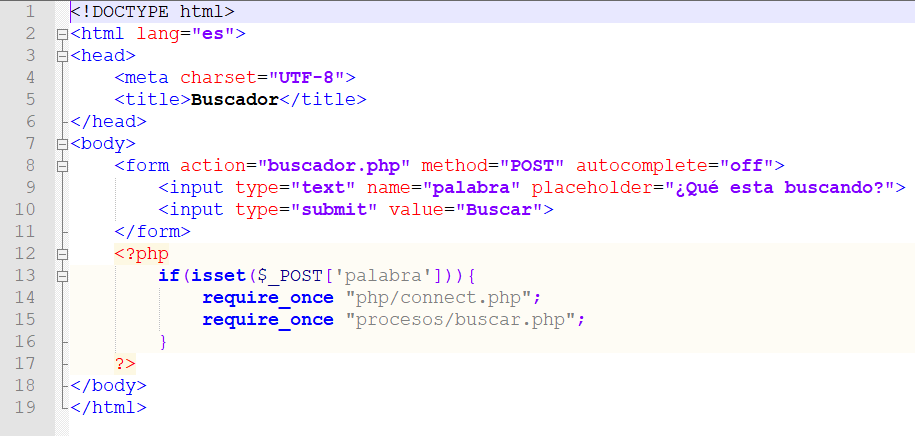 1 <!DOCTYPE html>
2 <html lang="es">
3 <head>
4 <meta charset="UTF-8">
5 <title>Buscador</title>
6 </head>
7 <body>
8 <form action="buscador.php" method="POST" autocomplete="off">
9 <input type="text" name="palabra" placeholder="¿Qué esta buscando?">
10 <input type="submit" value="Buscar">
11 </form>
12 <?php
13 if(isset($_POST['palabra'])){
14 require_once "php/connect.php";
15 require_once "procesos/buscar.php";
16 }
17 ?>
18 </body>
19 </html>